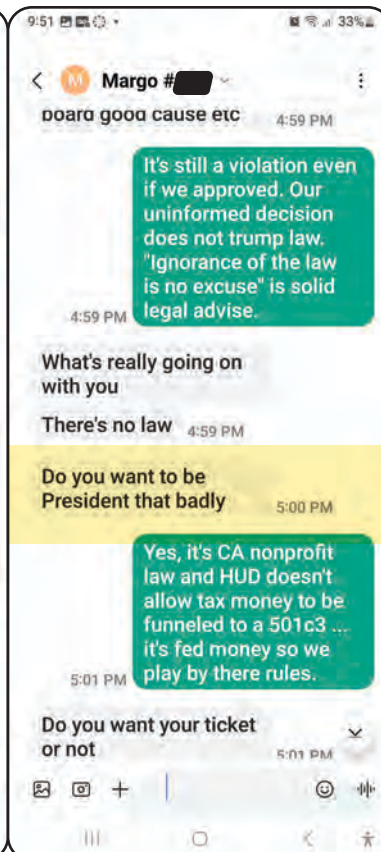 9:51
33%
Margo #
board good cause etc
4:59 PM
It's still a violation even
if we approved. Our
uninformed decision
does not trump law.
"Ignorance of the law
is no excuse" is solid
legal advise.
4:59 PM
What's really going on
with you
There's no law
4:59 PM
Do you want to be
President that badly
5:00 PM
Yes, it's CA nonprofit
law and HUD doesn't
allow tax money to be
funneled to a 501c3 ...
it's fed money so we
play by there rules.
5:01 PM
Do you want your ticket
or not
5:01 PM